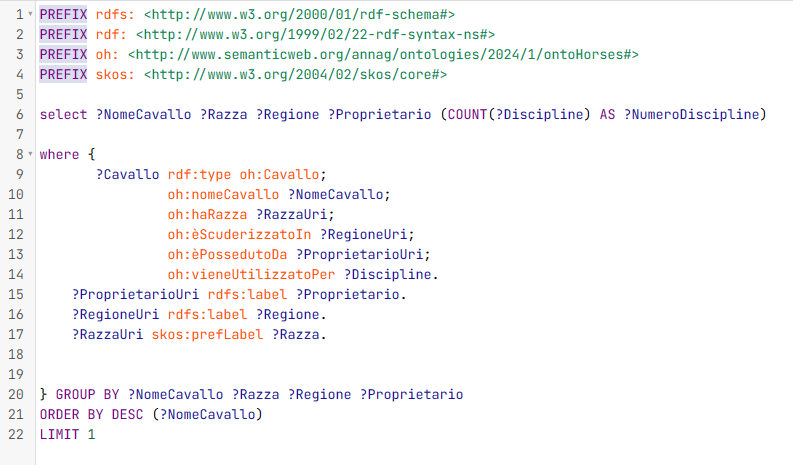 1 PREFIX rdfs: <http://www.w3.org/2000/01/rdf-schema#>
2 PREFIX rdf: <http://www.w3.org/1999/02/22-rdf-syntax-ns#>
3 PREFIX oh: <http://www.semanticweb.org/annag/ontologies/2024/1/ontoHorses#>
4 PREFIX skos: <http://www.w3.org/2004/02/skos/core#>
5
6 select ?NomeCavallo ?Razza ?Regione ?Proprietario (COUNT(?Discipline) AS ?NumeroDiscipline)
7
8 where {
9 ?Cavallo rdf:type oh:Cavallo;
10 oh:nomeCavallo ?NomeCavallo;
11 oh:haRazza ?RazzaUri;
12 oh:èScuderizzatoIn ?RegioneUri;
13 oh:èPossedutoDa ?ProprietarioUri;
14 oh:vieneUtilizzatoPer ?Discipline.
15 ?ProprietarioUri rdfs:label ?Proprietario.
16 ?RegioneUri rdfs:label ?Regione.
17 ?RazzaUri skos:prefLabel ?Razza.
18
19
20 } GROUP BY ?NomeCavallo ?Razza ?Regione ?Proprietario
21 ORDER BY DESC (?NomeCavallo)
22 LIMIT 1